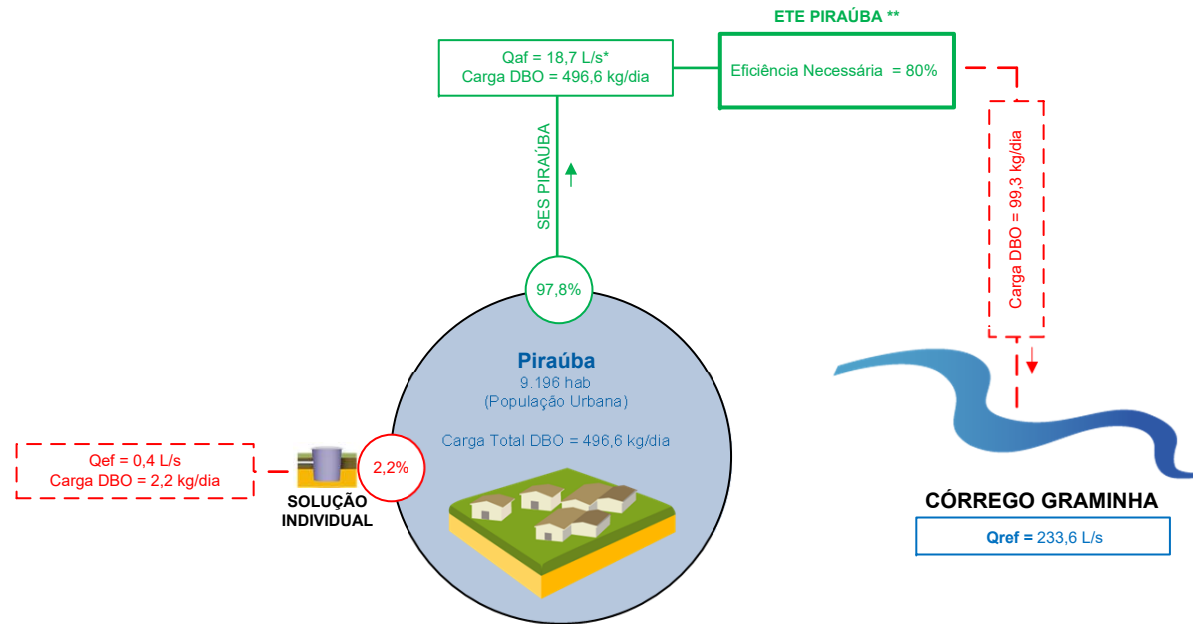 ETE PIRAÚBA **
Qaf = 18,7 L/s*
Carga DBO = 496,6 kg/dia
Eficiência Necessária = 80%
Carga DBO = 99,3 kg/dia
SES PIRAÚBA
97,8%
Piraúba
9.196 hab
(População Urbana)
Carga Total DBO = 496,6 kg/dia
Qef = 0,4 L/s
Carga DBO = 2,2 kg/dia
2,2%
SOLUÇÃO
INDIVIDUAL
CÓRREGO GRAMINHA
Qref = 233,6 L/s